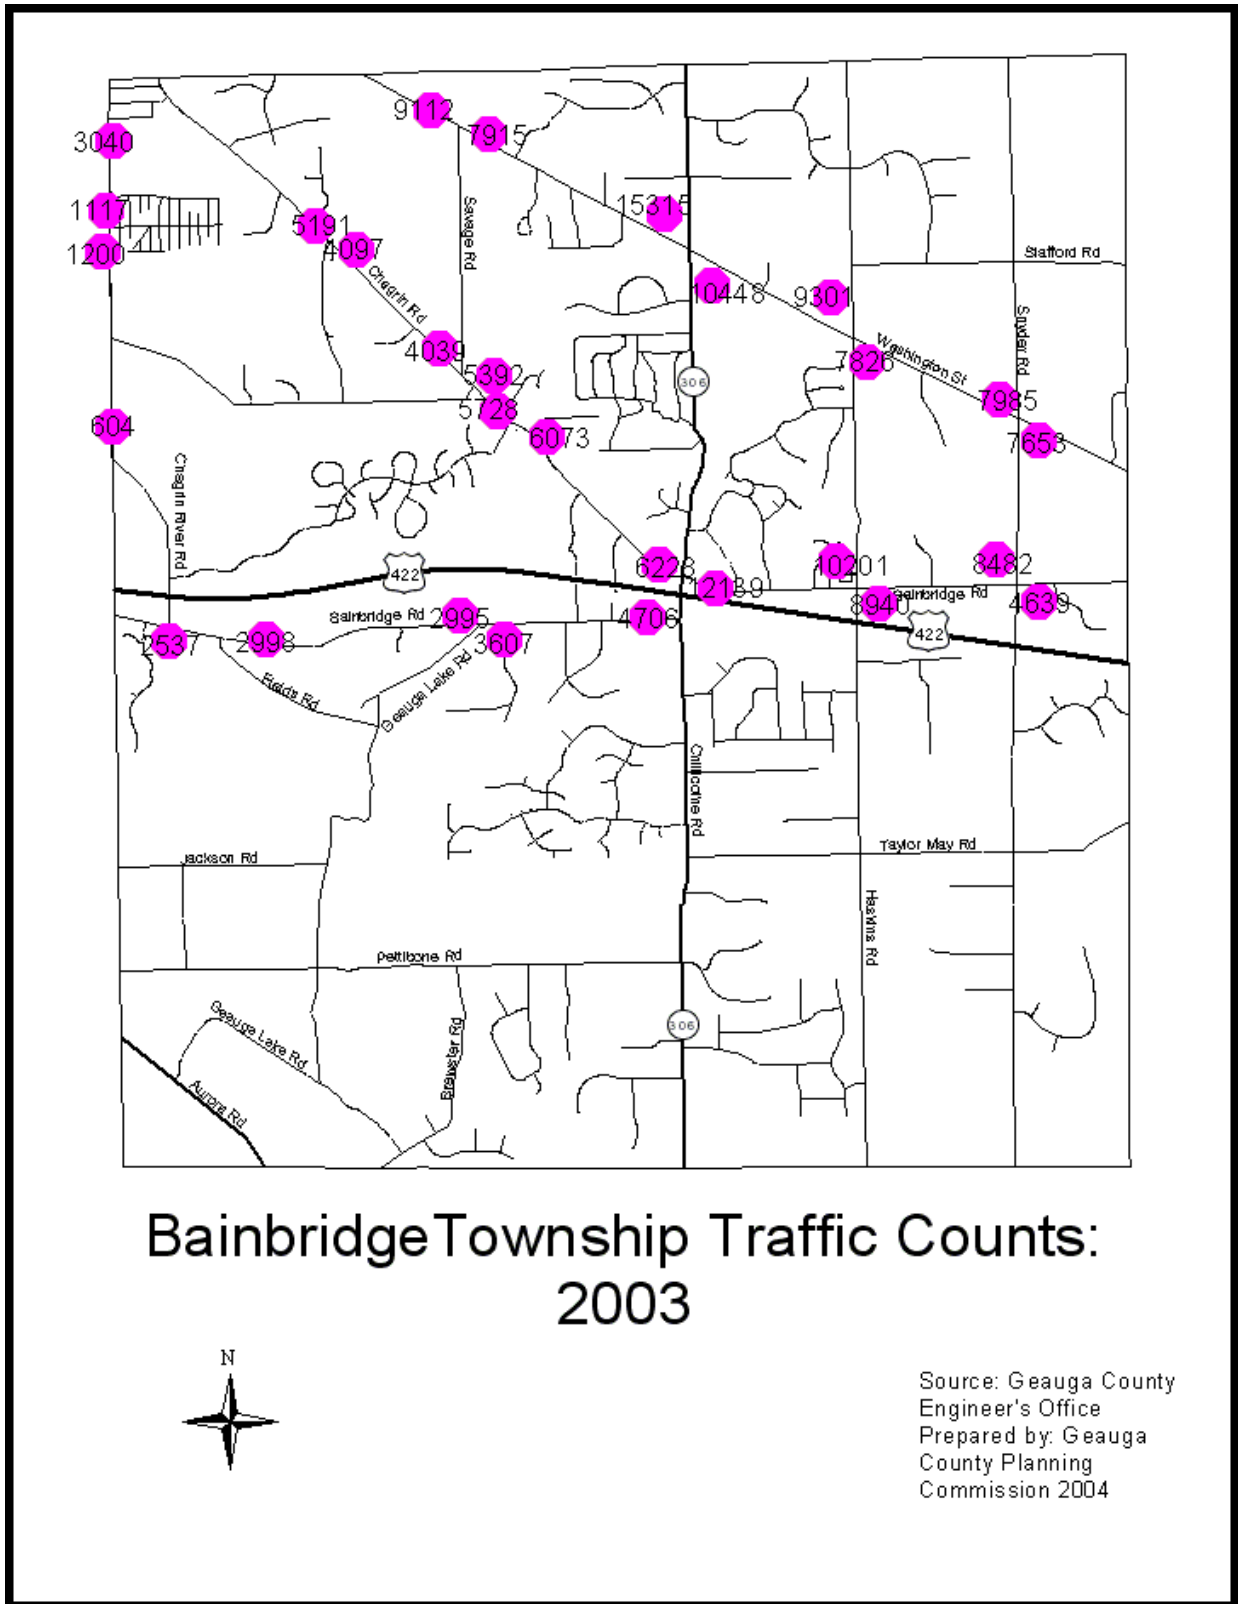 9112
7915
3040
1117
15315
5191
Savage Rd
1200
4097
Stafford Rd
Chagrin Rd
10448
9301
Snyder Rd
4039
Washington St
7826
5392
306
7985
5728
604
6073
7653
Chagrin River Rd
422
6223
10201
8482
12139
Bainbridge Rd
8940
4639
Bainbridge Rd
2995
4706
422
2537
2998
3607
Geauga Lake Rd
Fields Rd
Chillicothe Rd
Jackson Rd
Taylor May Rd
Haskins Rd
Pettibone Rd
Geauga Lake Rd
306
Brewster Rd
Aurora Rd
BainbridgeTownship Traffic Counts:
2003
N
Source: Geauga County
Engineer's Office
Prepared by: Geauga
County Planning
Commission 2004